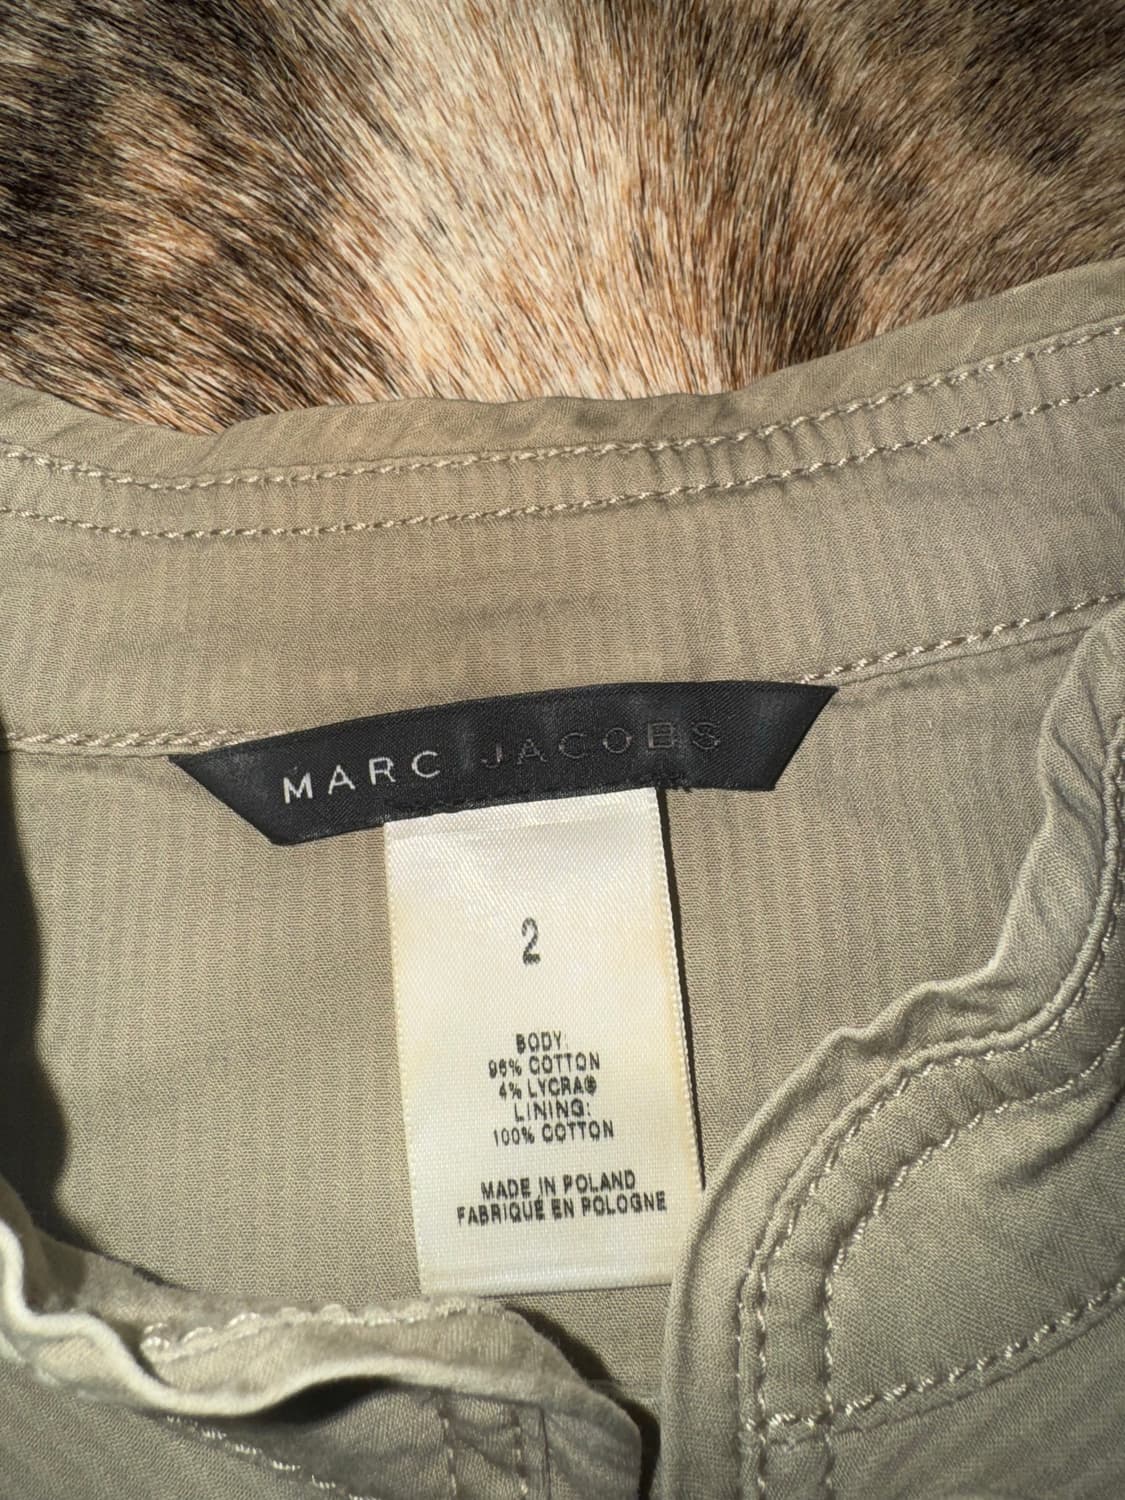 MARC JACOBS
2
BODY:
96% COTTON
4% LYCRA®
LINING:
100% COTTON
MADE IN POLAND
FABRIQUÉ EN POLOGNE